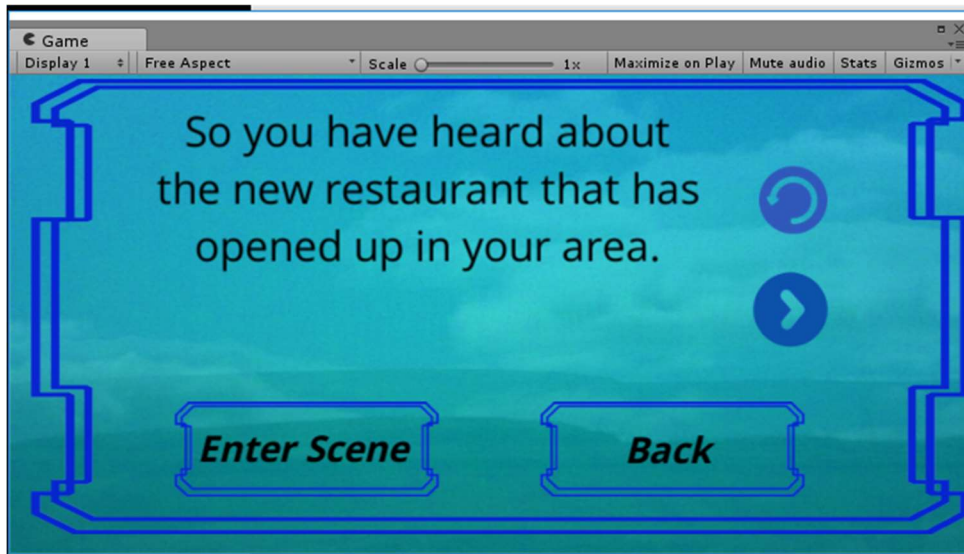 Game
Display 1 Free Aspect Scale 1x Maximize on Play Mute audio Stats Gizmos
So you have heard about
the new restaurant that has
opened up in your area.
Enter Scene Back